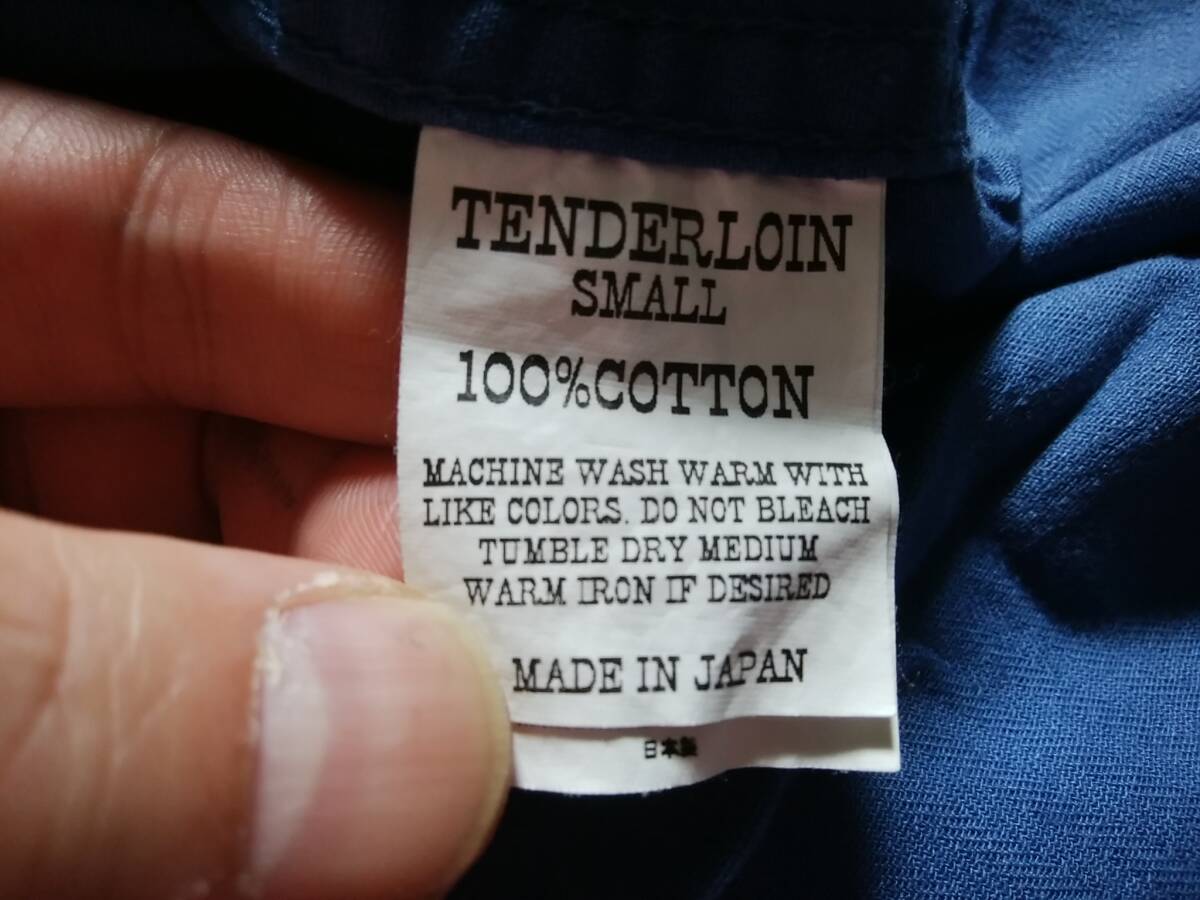 TENDERLOIN
SMALL
100%COTTON
MACHINE WASH WARM WITH
LIKE COLORS. DO NOT BLEACH
TUMBLE DRY MEDIUM
WARM IRON IF DESIRED
MADE IN JAPAN
日本製